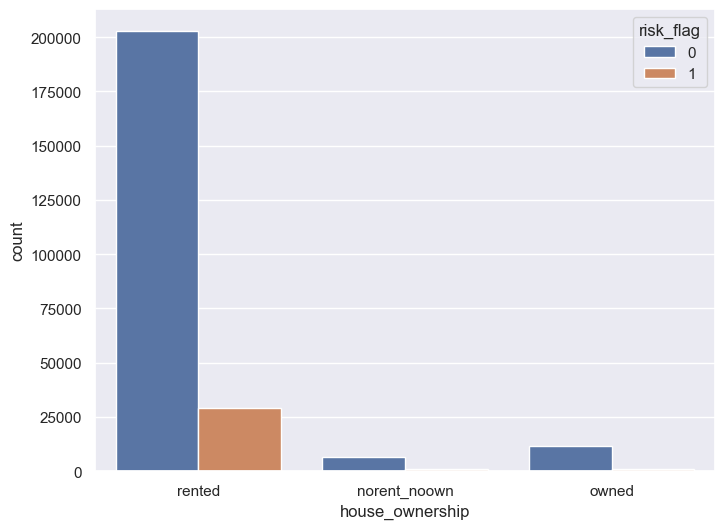 200000
175000
150000
125000
100000
75000
50000
25000
0
count
rented
norent_noown
owned
house_ownership
risk_flag
0
1